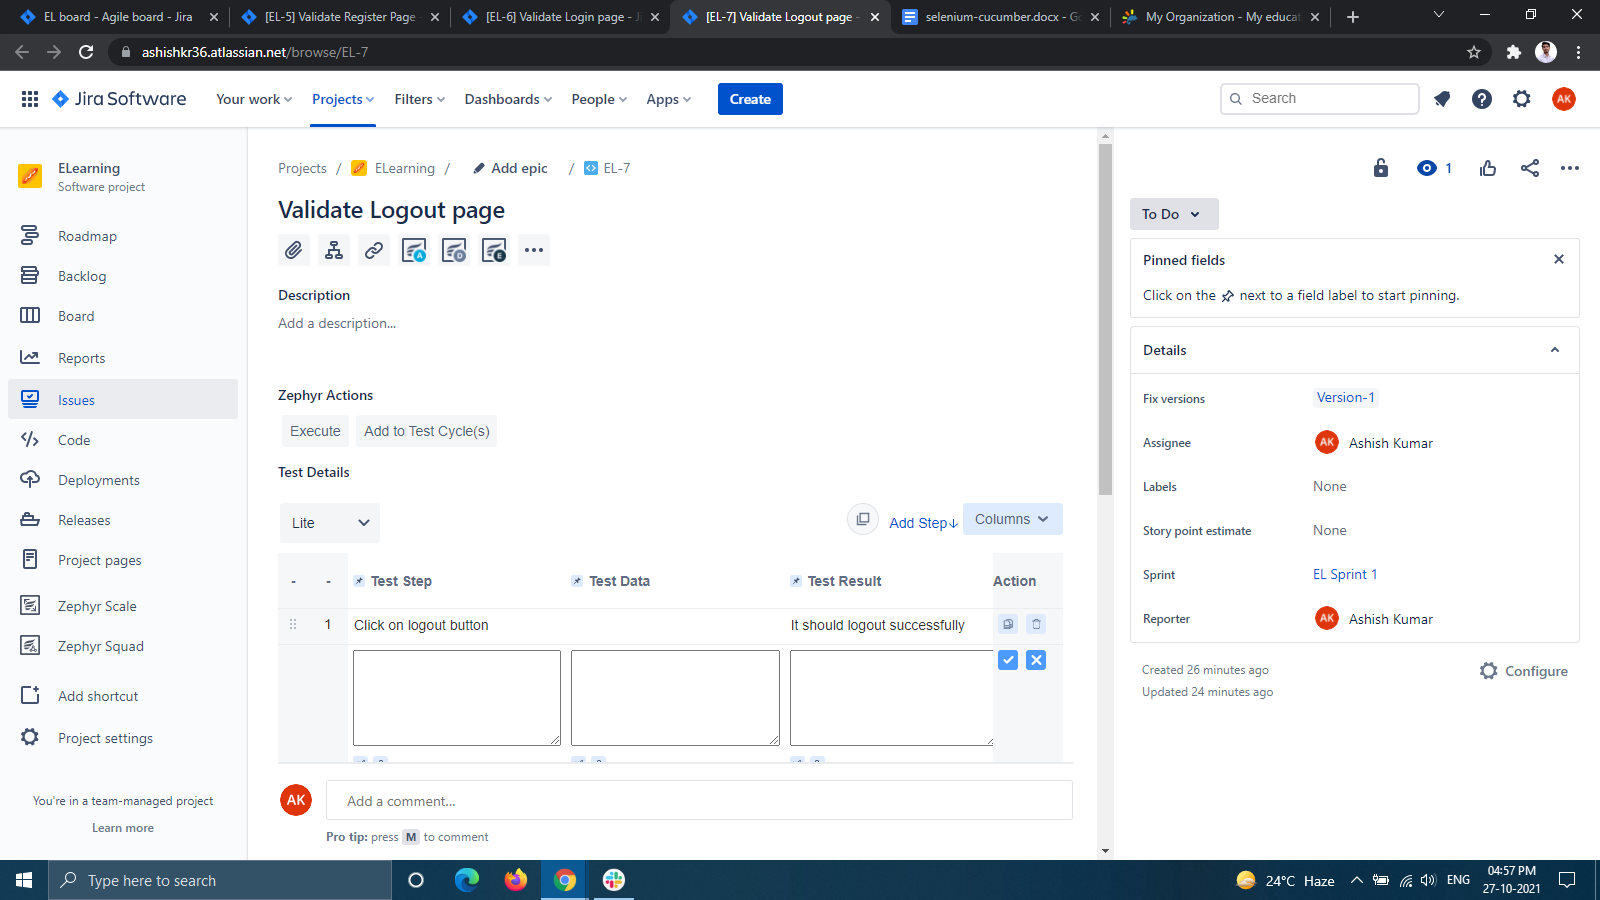 EL board - Agile board - Jira
[EL-5] Validate Register Page -
[EL-6] Validate Login page - Ji
[EL-7] Validate Logout page -
selenium-cucumber.docx - Go
My Organization - My educat
ashishkr36.atlassian.net/browse/EL-7
Jira Software
Your work
Projects
Filters
Dashboards
People
Apps
Create
Search
AK
ELearning
Software project
Roadmap
Backlog
Board
Reports
Issues
Code
Deployments
Releases
Project pages
Zephyr Scale
Zephyr Squad
Add shortcut
Project settings
You're in a team-managed project
Learn more
Projects / ELearning / Add epic / EL-7
Validate Logout page
A
D
E
Description
Add a description...
Zephyr Actions
Execute
Add to Test Cycle(s)
Test Details
Lite
Add Step↓
Columns
- - Test Step Test Data Test Result Action
1 Click on logout button It should logout successfully
AK
Add a comment...
Pro tip: press M to comment
1
To Do
Pinned fields
Click on the next to a field label to start pinning.
Details
Fix versions Version-1
Assignee AK Ashish Kumar
Labels None
Story point estimate None
Sprint EL Sprint 1
Reporter AK Ashish Kumar
Created 26 minutes ago
Updated 24 minutes ago
Configure
Type here to search
24°C Haze
ENG
04:57 PM
27-10-2021